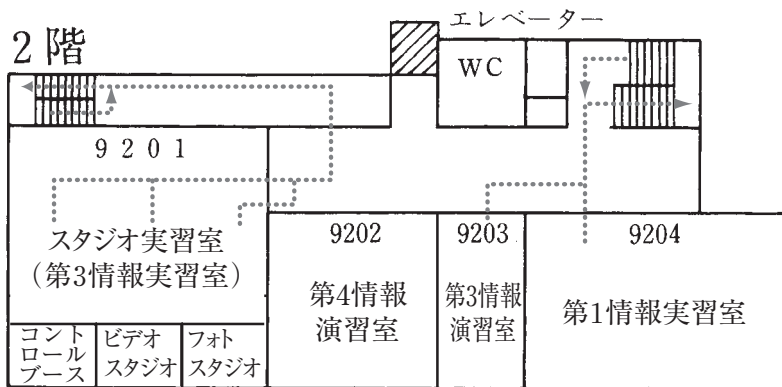 2階
エレベーター
WC
9201
スタジオ実習室
(第3情報実習室)
コント
ロール
ブース
ビデオ
スタジオ
フォト
スタジオ
9202
第4情報
演習室
9203
第3情報
演習室
9204
第1情報実習室